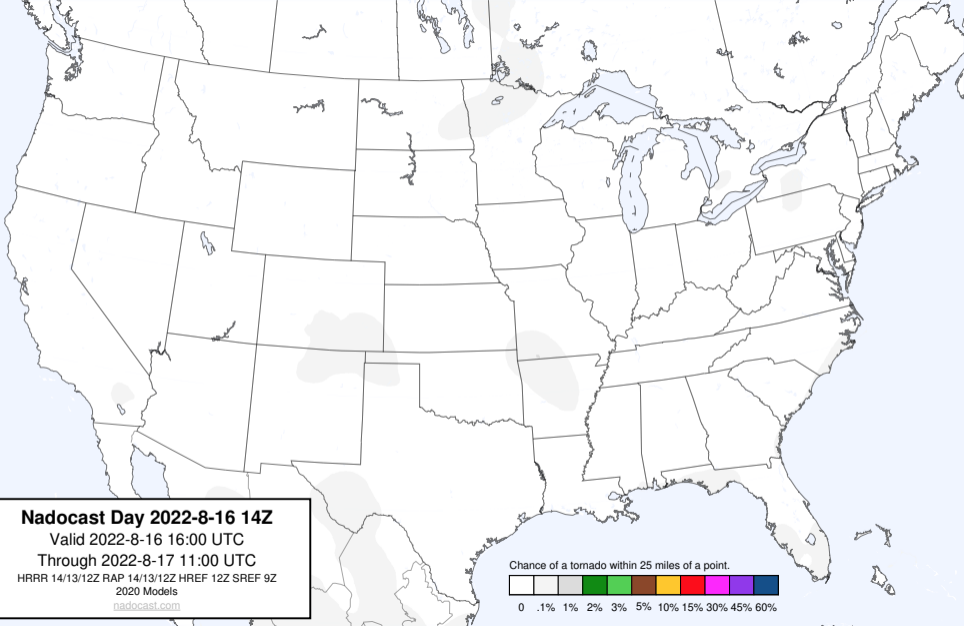 Nadocast Day 2022-8-16 14Z
Valid 2022-8-16 16:00 UTC
Through 2022-8-17 11:00 UTC
HRRR 14/13/12Z RAP 14/13/12Z HREF 12Z SREF 9Z
2020 Models
nadocast.com
Chance of a tornado within 25 miles of a point.
0 .1% 1% 2% 3% 5% 10% 15% 30% 45% 60%